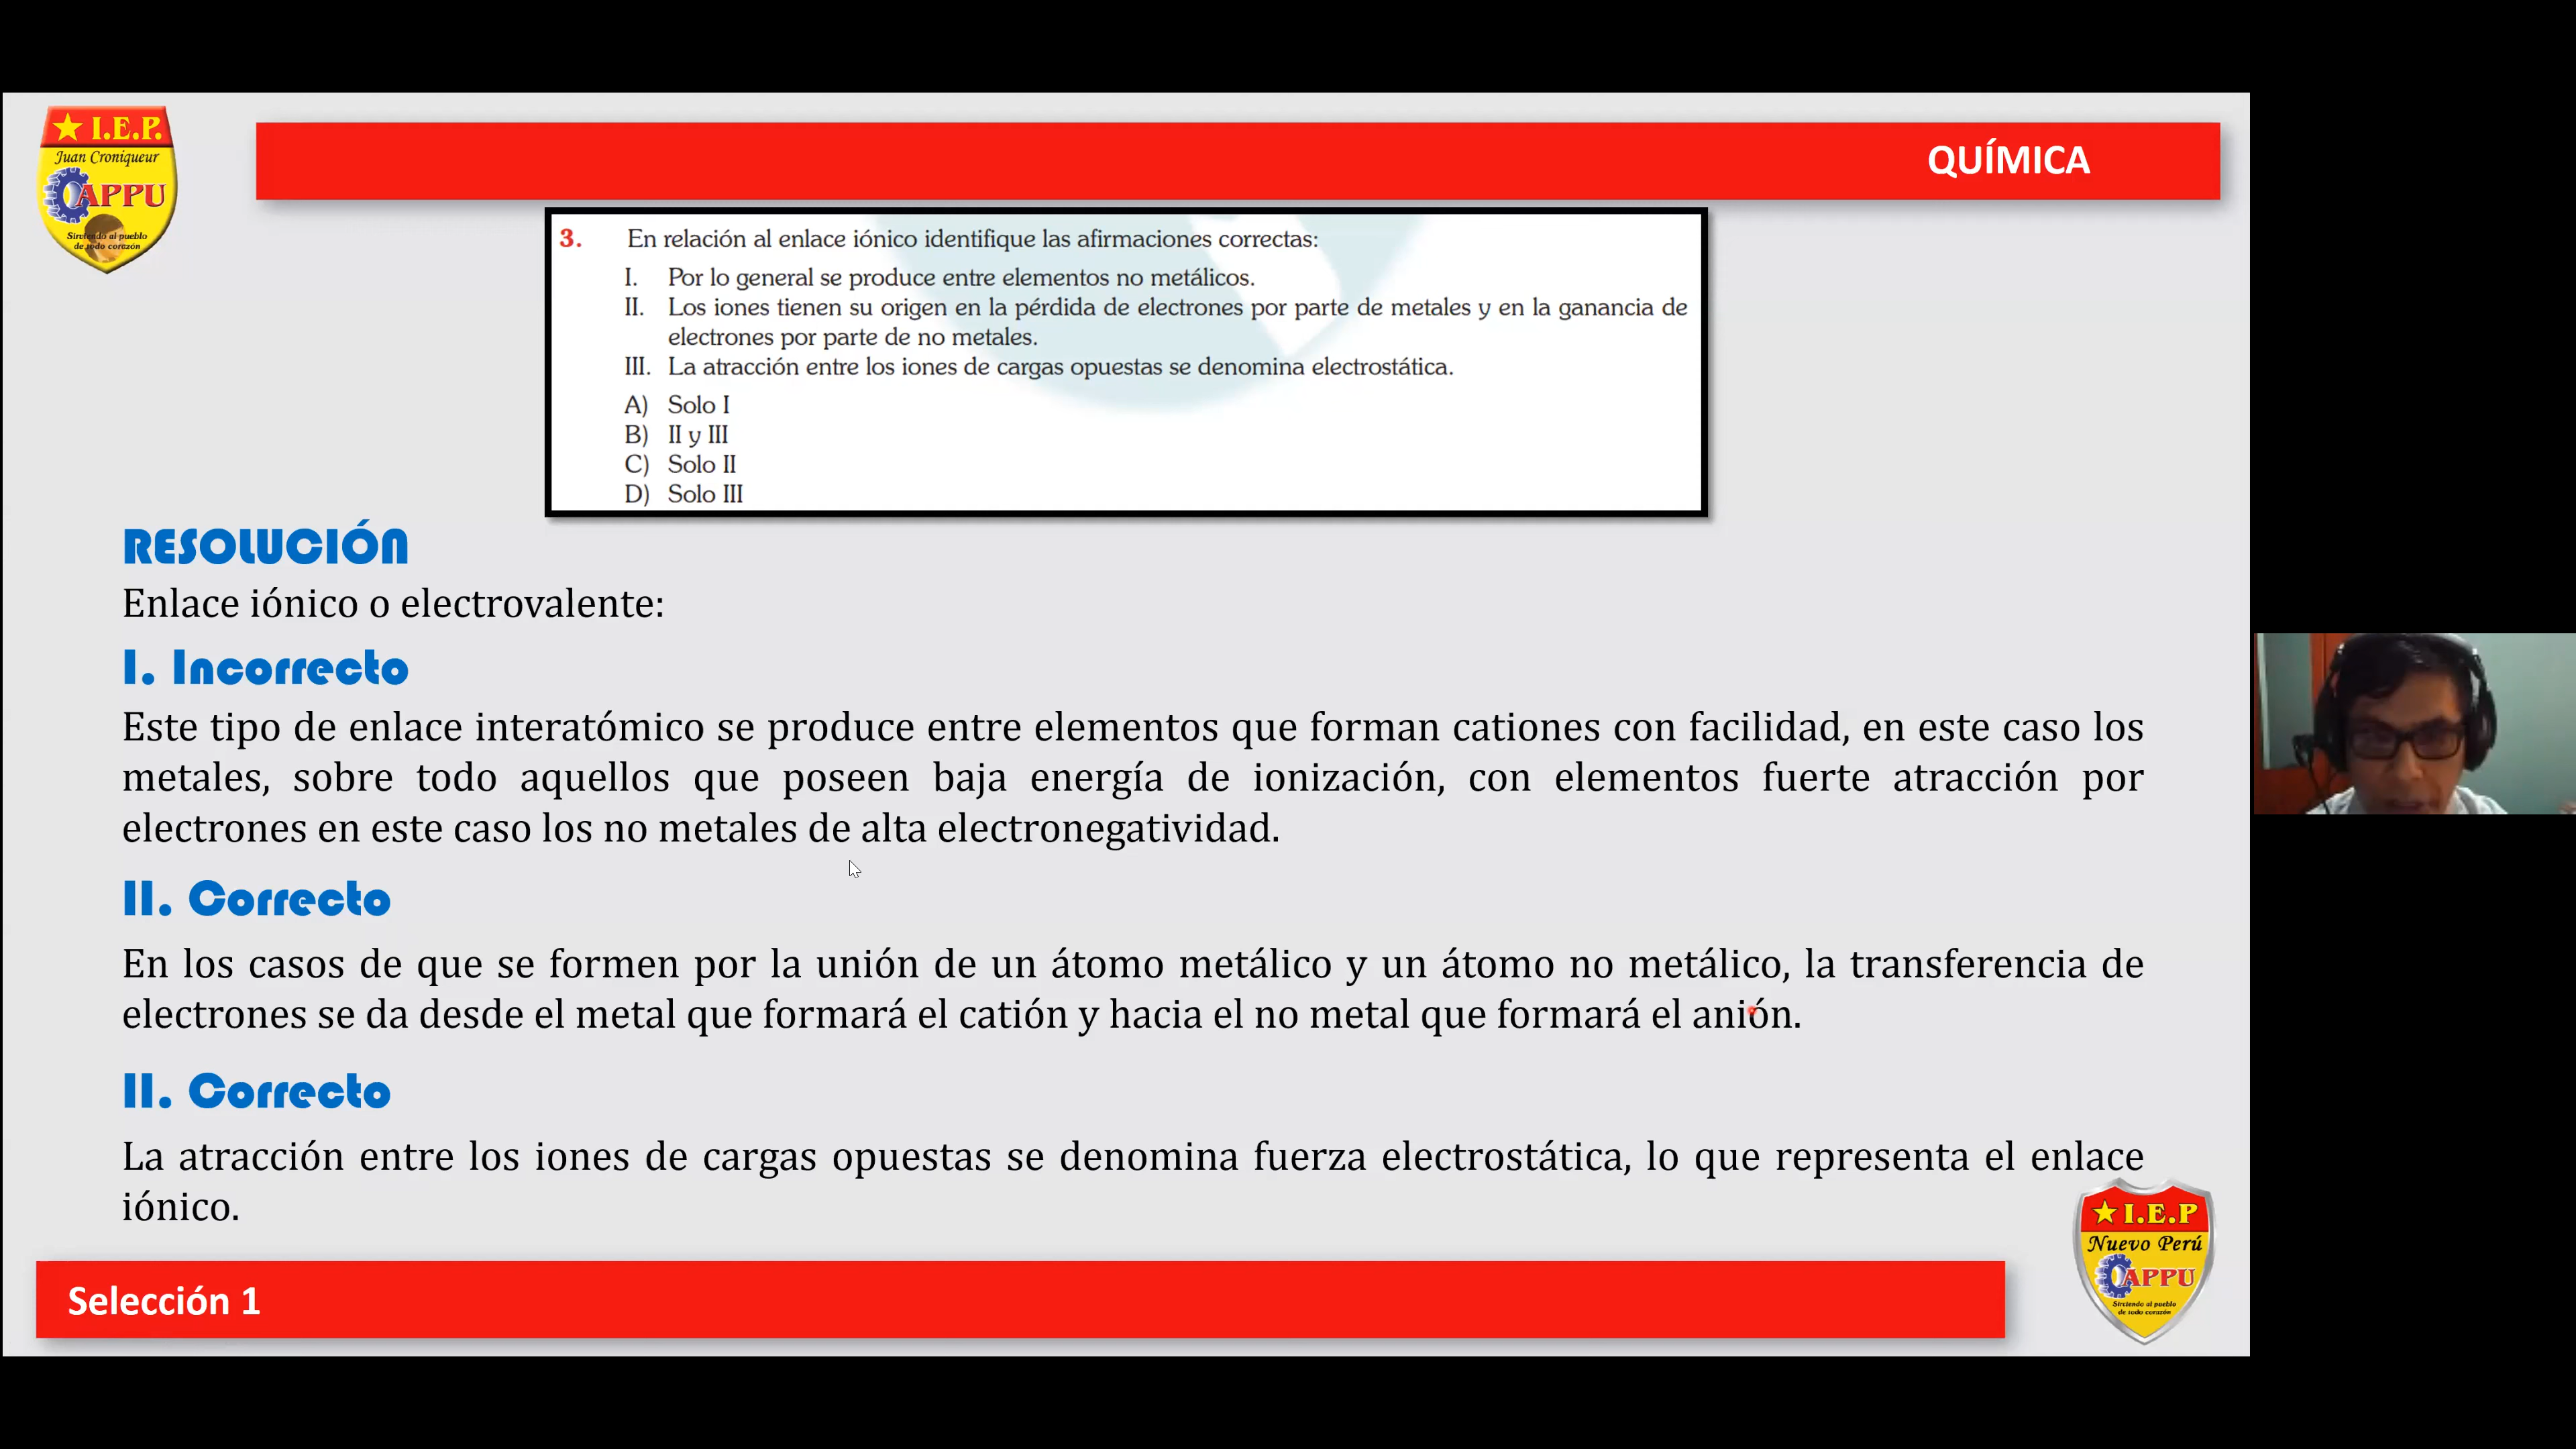 ★ I.E.P.
Juan Croniqueur
APPU
Sirviendo al pueblo
de todo corazón
QUÍMICA
3. En relación al enlace iónico identifique las afirmaciones correctas:
I. Por lo general se produce entre elementos no metálicos.
II. Los iones tienen su origen en la pérdida de electrones por parte de metales y en la ganancia de
electrones por parte de no metales.
III. La atracción entre los iones de cargas opuestas se denomina electrostática.
A) Solo I
B) II y III
C) Solo II
D) Solo III
RESOLUCIÓN
Enlace iónico o electrovalente:
I. Incorrecto
Este tipo de enlace interatómico se produce entre elementos que forman cationes con facilidad, en este caso los
metales, sobre todo aquellos que poseen baja energía de ionización, con elementos fuerte atracción por
electrones en este caso los no metales de alta electronegatividad.
II. Correcto
En los casos de que se formen por la unión de un átomo metálico y un átomo no metálico, la transferencia de
electrones se da desde el metal que formará el catión y hacia el no metal que formará el anión.
II. Correcto
La atracción entre los iones de cargas opuestas se denomina fuerza electrostática, lo que representa el enlace
iónico.
★ I.E.P
Nuevo Perú
APPU
Sirviendo al pueblo
de todo corazón
Selección 1